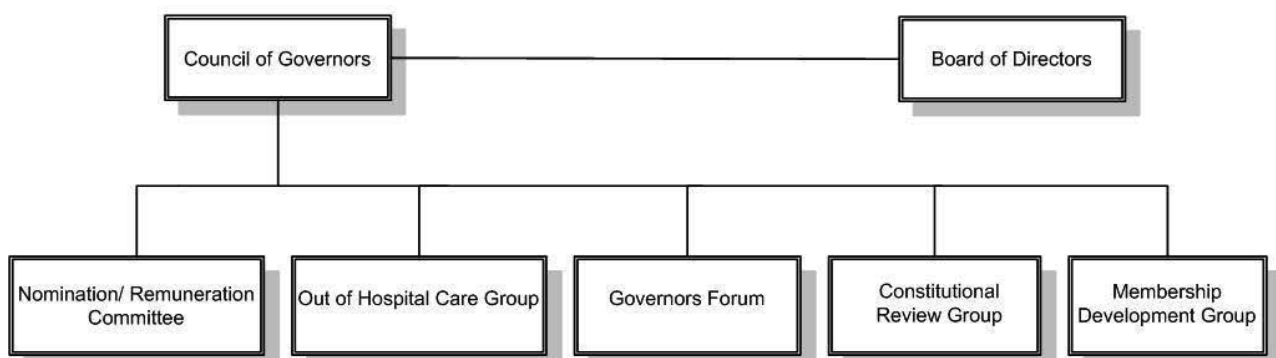 Council of Governors
Board of Directors
Nomination/ Remuneration
Committee
Out of Hospital Care Group
Governors Forum
Constitutional
Review Group
Membership
Development Group